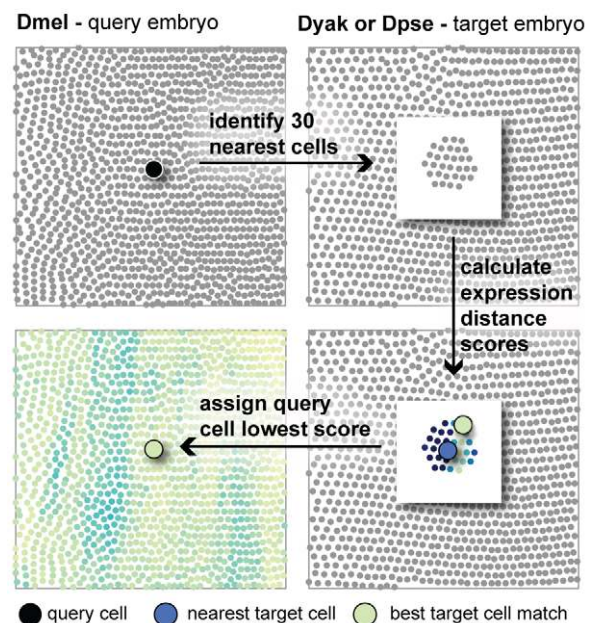 Dmel - query embryo
Dyak or Dpse - target embryo
identify 30
nearest cells
calculate
expression
distance
scores
assign query
cell lowest score
query cell
nearest target cell
best target cell match